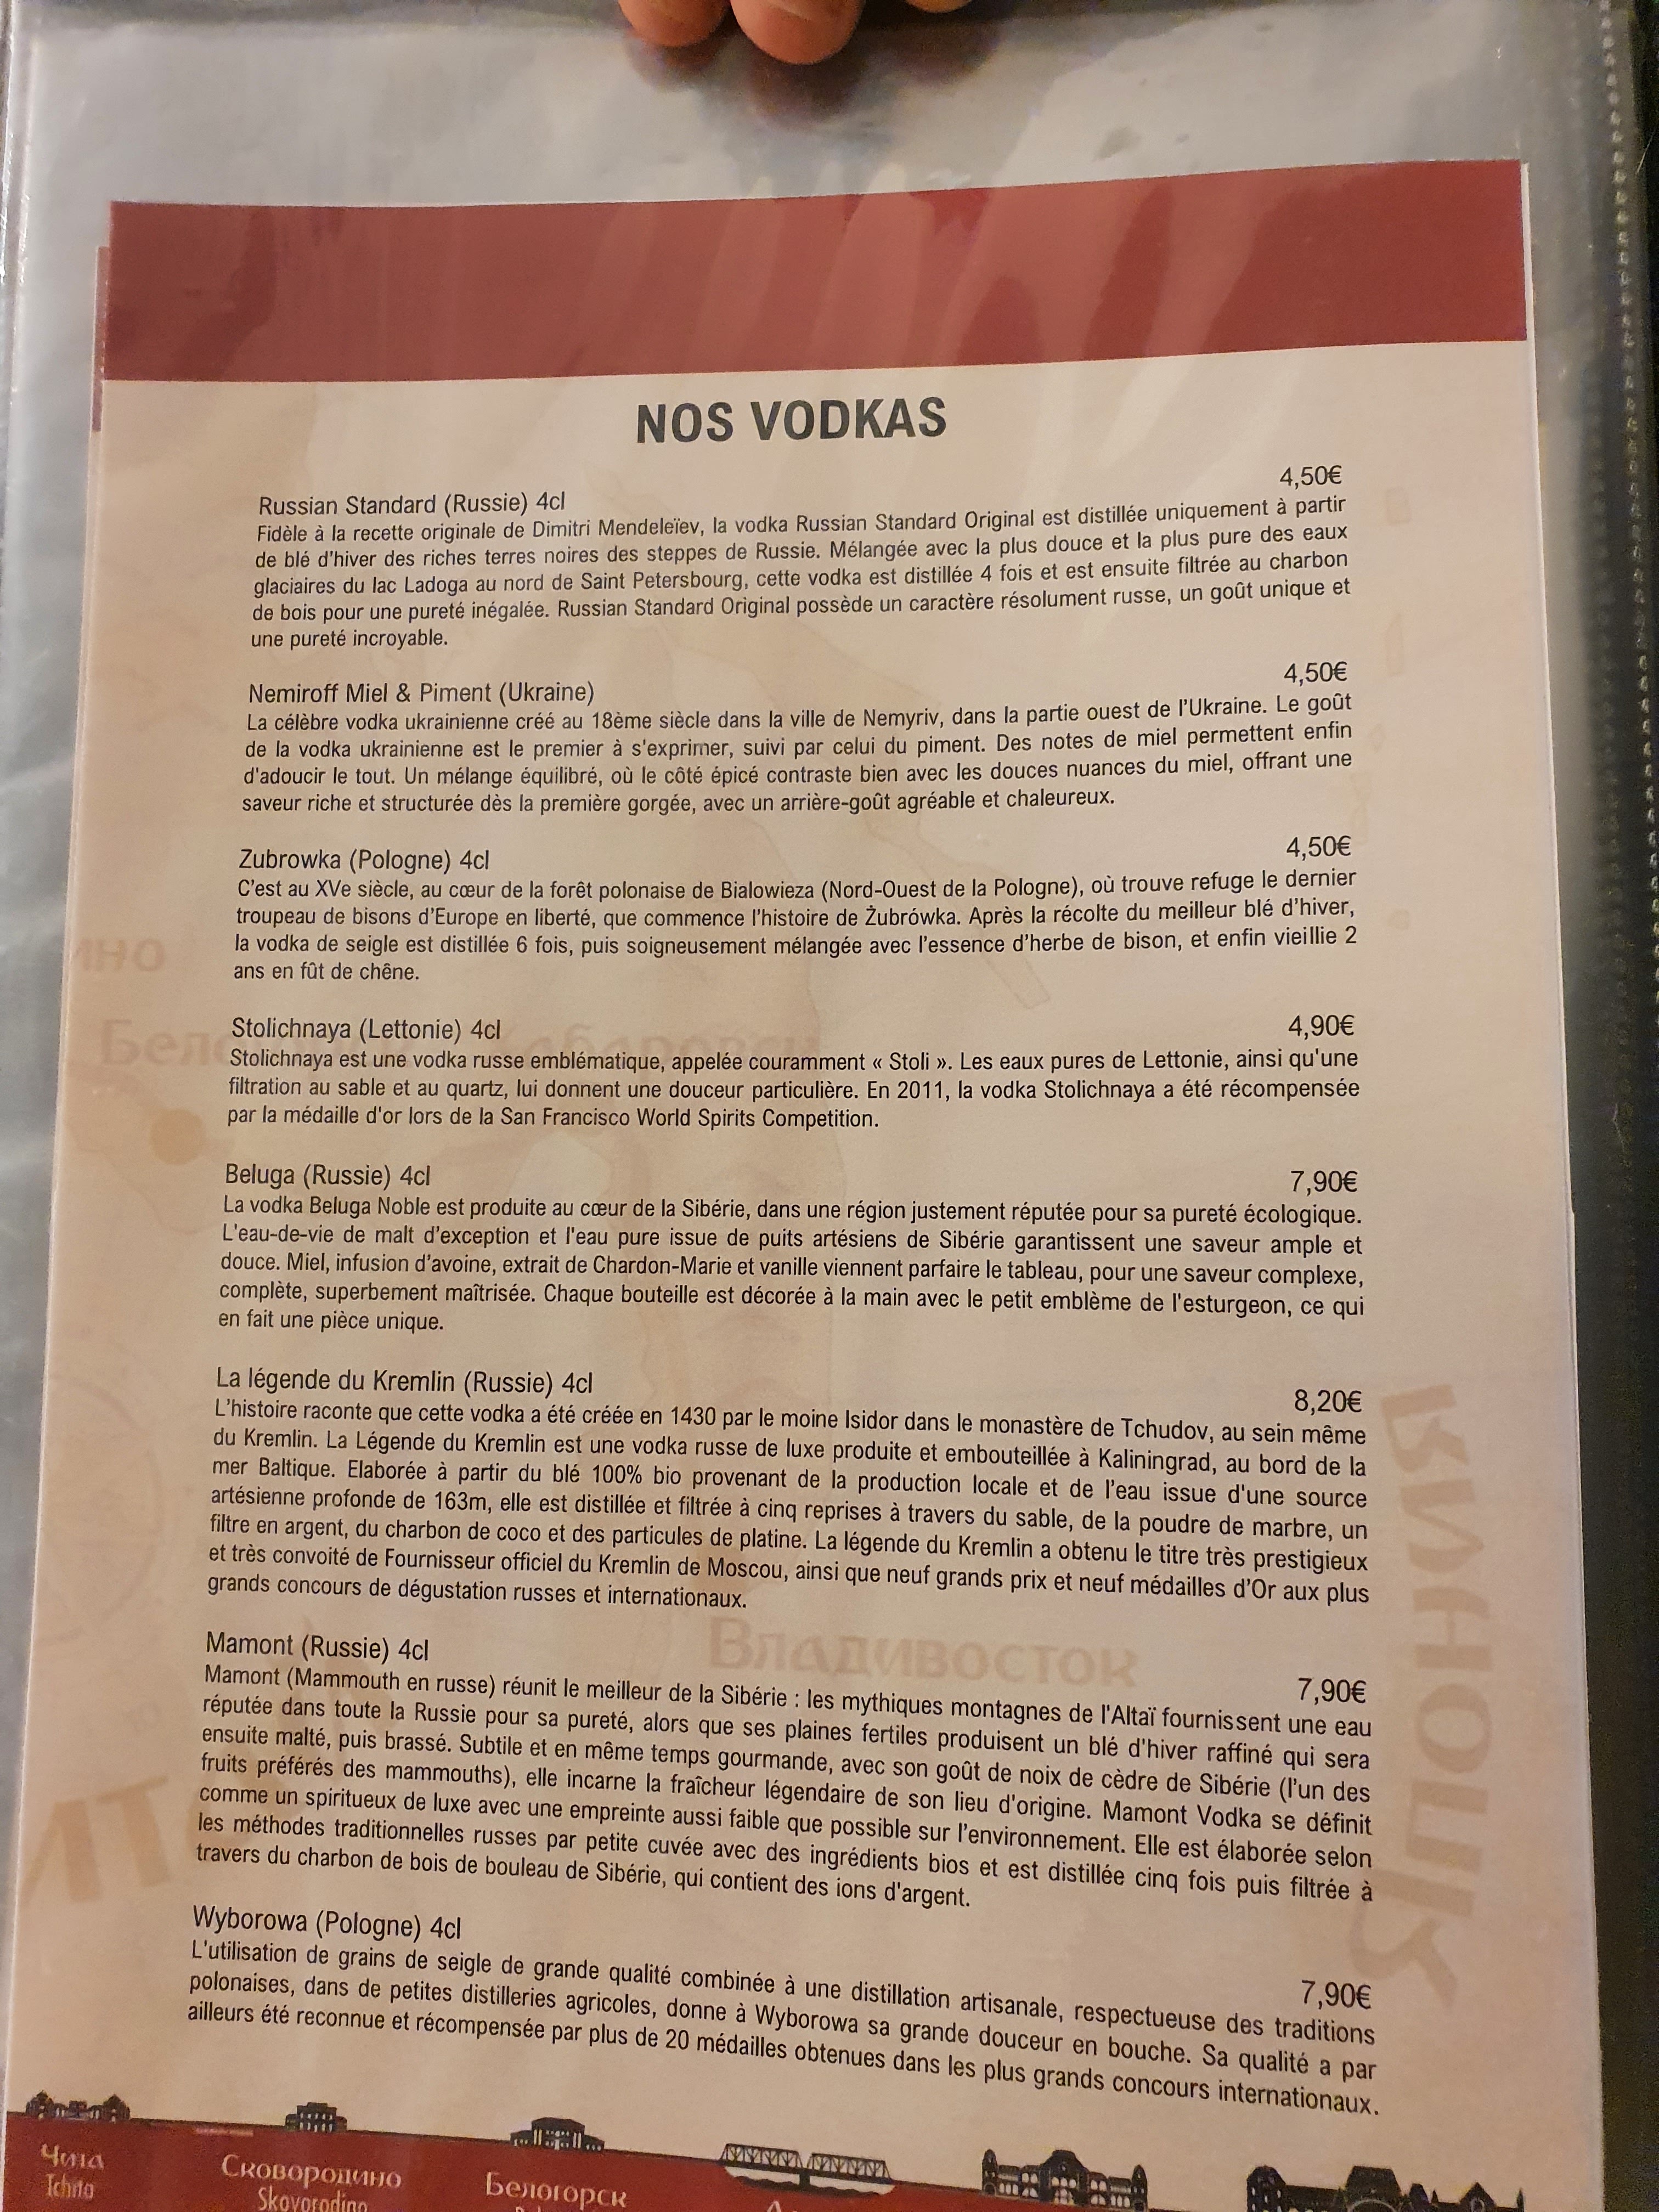 NOS VODKAS
Russian Standard (Russie) 4cl 4,50€
Fidèle à la recette originale de Dimitri Mendeleïev, la vodka Russian Standard Original est distillée uniquement à partir
de blé d'hiver des riches terres noires des steppes de Russie. Mélangée avec la plus douce et la plus pure des eaux
glaciaires du lac Ladoga au nord de Saint Petersbourg, cette vodka est distillée 4 fois et est ensuite filtrée au charbon
de bois pour une pureté inégalée. Russian Standard Original possède un caractère résolument russe, un goût unique et
une pureté incroyable.
Nemiroff Miel & Piment (Ukraine) 4,50€
La célèbre vodka ukrainienne créé au 18ème siècle dans la ville de Nemyriv, dans la partie ouest de l'Ukraine. Le goût
de la vodka ukrainienne est le premier à s'exprimer, suivi par celui du piment. Des notes de miel permettent enfin
d'adoucir le tout. Un mélange équilibré, où le côté épicé contraste bien avec les douces nuances du miel, offrant une
saveur riche et structurée dès la première gorgée, avec un arrière-goût agréable et chaleureux.
Zubrowka (Pologne) 4cl 4,50€
C'est au XVe siècle, au cœur de la forêt polonaise de Bialowieza (Nord-Ouest de la Pologne), où trouve refuge le dernier
troupeau de bisons d'Europe en liberté, que commence l'histoire de Żubrówka. Après la récolte du meilleur blé d'hiver,
la vodka de seigle est distillée 6 fois, puis soigneusement mélangée avec l'essence d'herbe de bison, et enfin vieillie 2
ans en fût de chêne.
Stolichnaya (Lettonie) 4cl 4,90€
Stolichnaya est une vodka russe emblématique, appelée couramment « Stoli ». Les eaux pures de Lettonie, ainsi qu'une
filtration au sable et au quartz, lui donnent une douceur particulière. En 2011, la vodka Stolichnaya a été récompensée
par la médaille d'or lors de la San Francisco World Spirits Competition.
Beluga (Russie) 4cl 7,90€
La vodka Beluga Noble est produite au cœur de la Sibérie, dans une région justement réputée pour sa pureté écologique.
L'eau-de-vie de malt d'exception et l'eau pure issue de puits artésiens de Sibérie garantissent une saveur ample et
douce. Miel, infusion d'avoine, extrait de Chardon-Marie et vanille viennent parfaire le tableau, pour une saveur complexe,
complète, superbement maîtrisée. Chaque bouteille est décorée à la main avec le petit emblème de l'esturgeon, ce qui
en fait une pièce unique.
La légende du Kremlin (Russie) 4cl 8,20€
L'histoire raconte que cette vodka a été créée en 1430 par le moine Isidor dans le monastère de Tchudov, au sein même
du Kremlin. La Légende du Kremlin est une vodka russe de luxe produite et embouteillée à Kaliningrad, au bord de la
mer Baltique. Elaborée à partir du blé 100% bio provenant de la production locale et de l'eau issue d'une source
artésienne profonde de 163m, elle est distillée et filtrée à cinq reprises à travers du sable, de la poudre de marbre, un
filtre en argent, du charbon de coco et des particules de platine. La légende du Kremlin a obtenu le titre très prestigieux
et très convoité de Fournisseur officiel du Kremlin de Moscou, ainsi que neuf grands prix et neuf médailles d'Or aux plus
grands concours de dégustation russes et internationaux.
Владивосток
Mamont (Russie) 4cl 7,90€
Mamont (Mammouth en russe) réunit le meilleur de la Sibérie : les mythiques montagnes de l'Altaï fournissent une eau
réputée dans toute la Russie pour sa pureté, alors que ses plaines fertiles produisent un blé d'hiver raffiné qui sera
ensuite malté, puis brassé. Subtile et en même temps gourmande, avec son goût de noix de cèdre de Sibérie (l'un des
fruits préférés des mammouths), elle incarne la fraîcheur légendaire de son lieu d'origine. Mamont Vodka se définit
comme un spiritueux de luxe avec une empreinte aussi faible que possible sur l'environnement. Elle est élaborée selon
les méthodes traditionnelles russes par petite cuvée avec des ingrédients bios et est distillée cinq fois puis filtrée à
travers du charbon de bois de bouleau de Sibérie, qui contient des ions d'argent.
Wyborowa (Pologne) 4cl 7,90€
L'utilisation de grains de seigle de grande qualité combinée à une distillation artisanale, respectueuse des traditions
polonaises, dans de petites distilleries agricoles, donne à Wyborowa sa grande douceur en bouche. Sa qualité a par
ailleurs été reconnue et récompensée par plus de 20 médailles obtenues dans les plus grands concours internationaux.
Чита
Tchita
Сковородино
Skovorodino
Белогорск